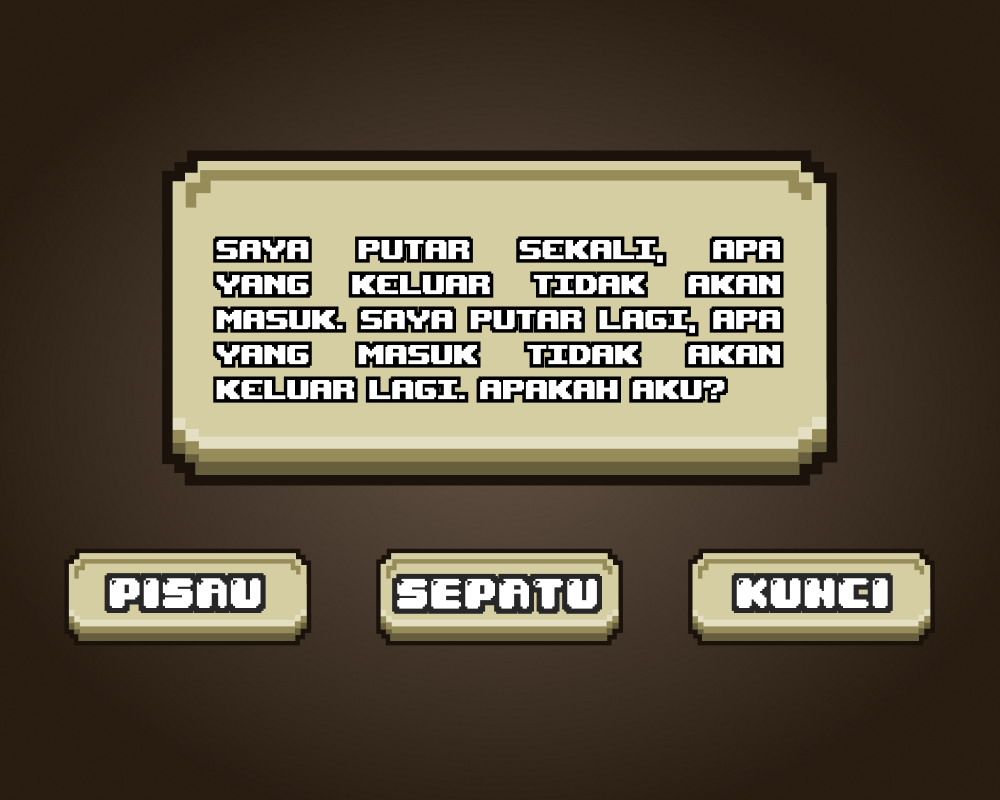 SAYA PUTAR SEKALI, APA
YANG KELUAR TIDAK AKAN
MASUK. SAYA PUTAR LAGI, APA
YANG MASUK TIDAK AKAN
KELUAR LAGI. APAKAH AKU?
PISAU
SEPATU
KUNCI